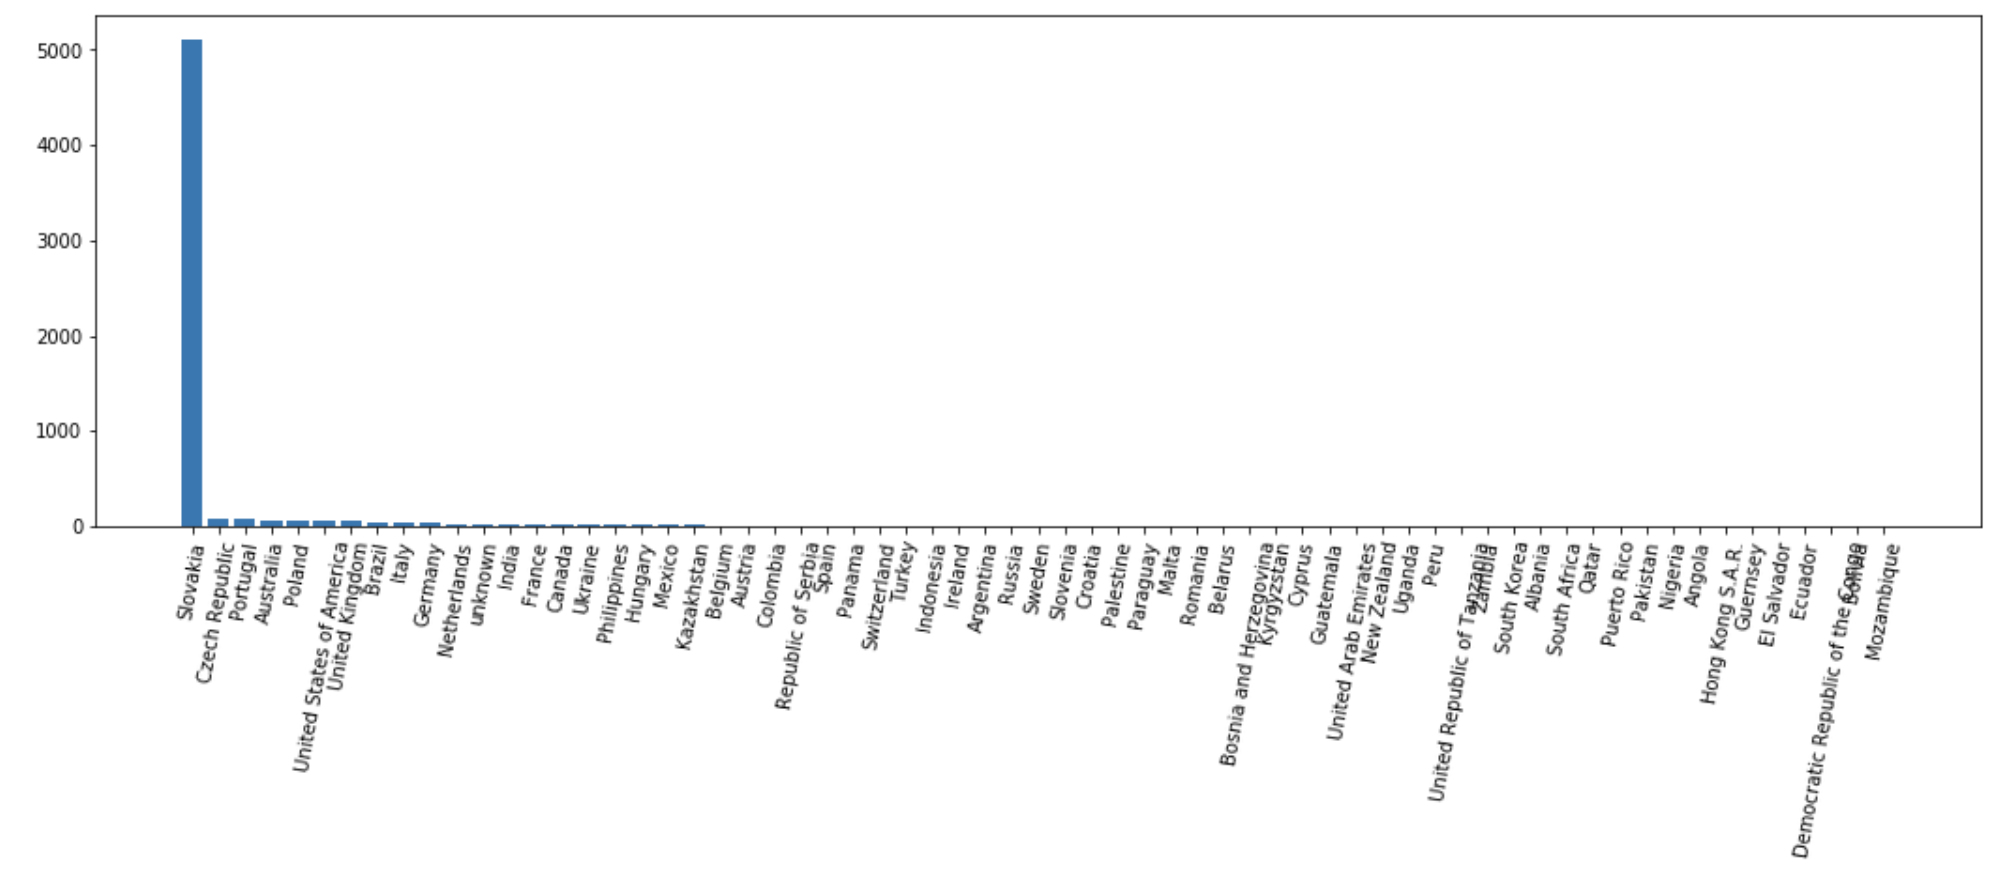 5000
4000
3000
2000
1000
0
Slovakia
Czech Republic
Portugal
Australia
Poland
United States of America
United Kingdom
Brazil
Italy
Germany
Netherlands
unknown
India
France
Canada
Ukraine
Philippines
Hungary
Mexico
Kazakhstan
Belgium
Austria
Colombia
Republic of Serbia
Spain
Panama
Switzerland
Turkey
Indonesia
Ireland
Argentina
Russia
Sweden
Slovenia
Croatia
Palestine
Paraguay
Malta
Romania
Belarus
Bosnia and Herzegovina
Kyrgyzstan
Cyprus
Guatemala
United Arab Emirates
New Zealand
Uganda
Peru
United Republic of Tanzania
Zambia
South Korea
Albania
South Africa
Qatar
Puerto Rico
Pakistan
Nigeria
Angola
Hong Kong S.A.R.
Guernsey
El Salvador
Ecuador
Democratic Republic of the Congo
Bolivia
Mozambique